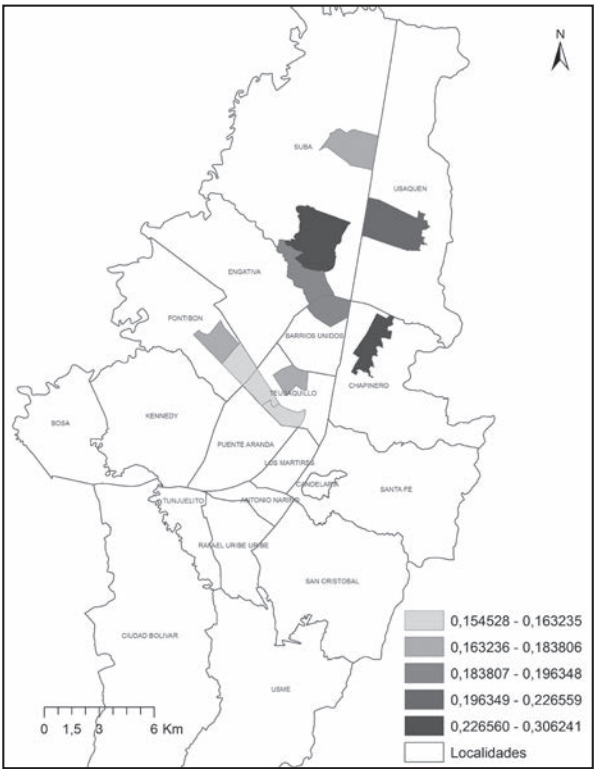 N
SUBA
USAQUEN
ENGATIVA
FONTIBON
BARRIOS UNIDOS
CHAPINERO
TEUSAQUILLO
BOSA
KENNEDY
PUENTE ARANDA
LOS MARTIRES
CANDELARIA
SANTA FE
TUNJUELITO
ANTONIO NARIÑO
RAFAEL URIBE URIBE
SAN CRISTOBAL
CIUDAD BOLIVAR
USME
0,154528 - 0,163235
0,163236 - 0,183806
0,183807 - 0,196348
0,196349 - 0,226559
0,226560 - 0,306241
Localidades
0 1,5 3 6 Km